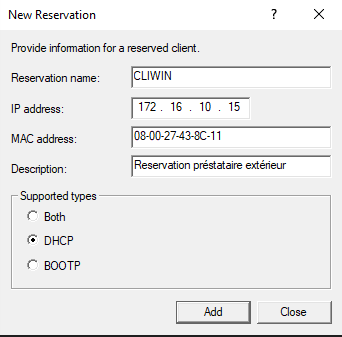 New Reservation
?
Provide information for a reserved client.
Reservation name: CLIWIN
IP address: 172 . 16 . 10 . 15
MAC address: 08-00-27-43-8C-11
Description: Reservation préstataire extérieur
Supported types
Both
DHCP
BOOTP
Add Close